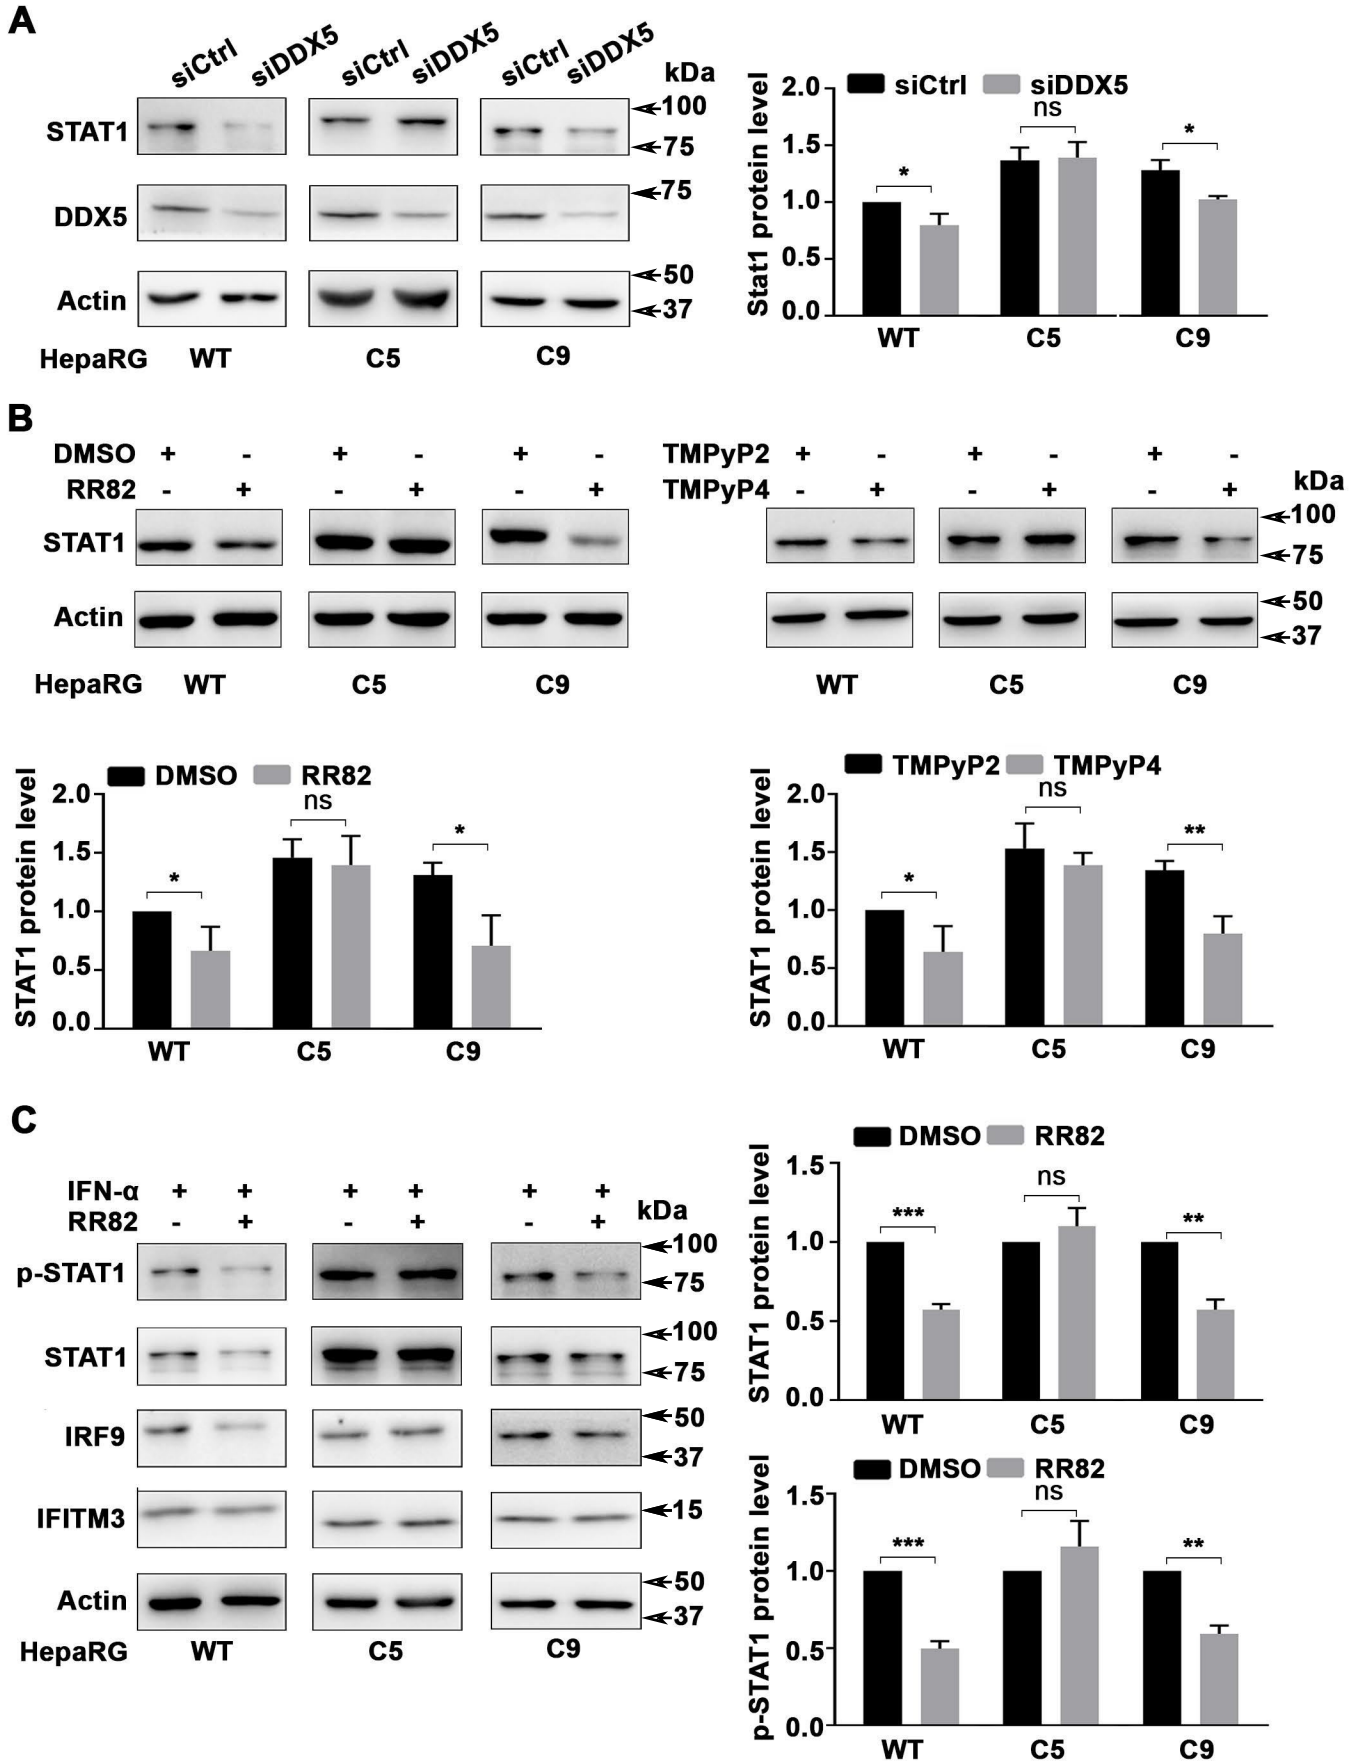 A
siCtrl siDDX5 siCtrl siDDX5 siCtrl siDDX5
kDa
STAT1
100
75
DDX5
75
Actin
50
37
HepaRG WT C5 C9
siCtrl siDDX5
Stat1 protein level
2.0
1.5
1.0
0.5
0.0
* ns *
WT C5 C9
B
DMSO + - + - + -
RR82 - + - + - +
STAT1
Actin
HepaRG WT C5 C9
TMPyP2 + - + - + -
TMPyP4 - + - + - +
kDa
100
75
50
37
WT C5 C9
DMSO RR82
STAT1 protein level
2.0
1.5
1.0
0.5
0.0
* ns *
WT C5 C9
TMPyP2 TMPyP4
STAT1 protein level
2.0
1.5
1.0
0.5
0.0
* ns **
WT C5 C9
C
IFN-α + + + + + +
RR82 - + - + - +
kDa
p-STAT1
100
75
STAT1
100
75
IRF9
50
37
IFITM3
15
Actin
50
37
HepaRG WT C5 C9
DMSO RR82
STAT1 protein level
1.5
1.0
0.5
0.0
*** ns **
WT C5 C9
DMSO RR82
p-STAT1 protein level
1.5
1.0
0.5
0.0
*** ns **
WT C5 C9